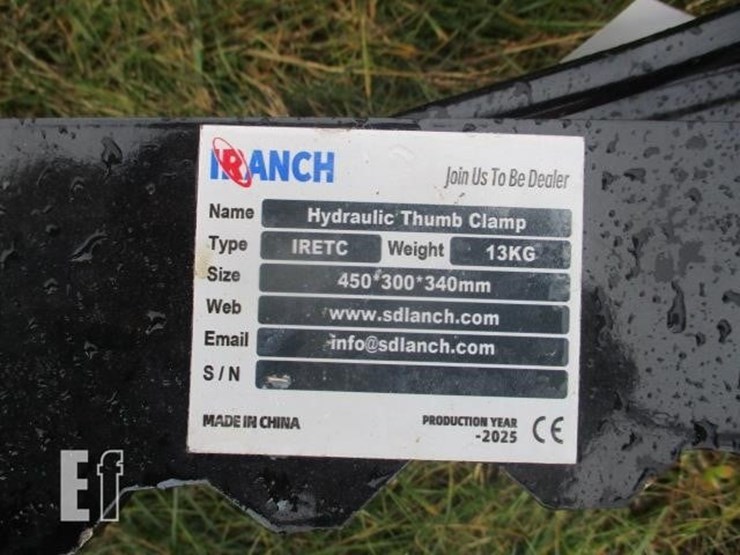 IRANCH
Join Us To Be Dealer
Name Hydraulic Thumb Clamp
Type IRETC Weight 13KG
Size 450*300*340mm
Web www.sdlanch.com
Email info@sdlanch.com
S / N
MADE IN CHINA
PRODUCTION YEAR
-2025
CE
Ef